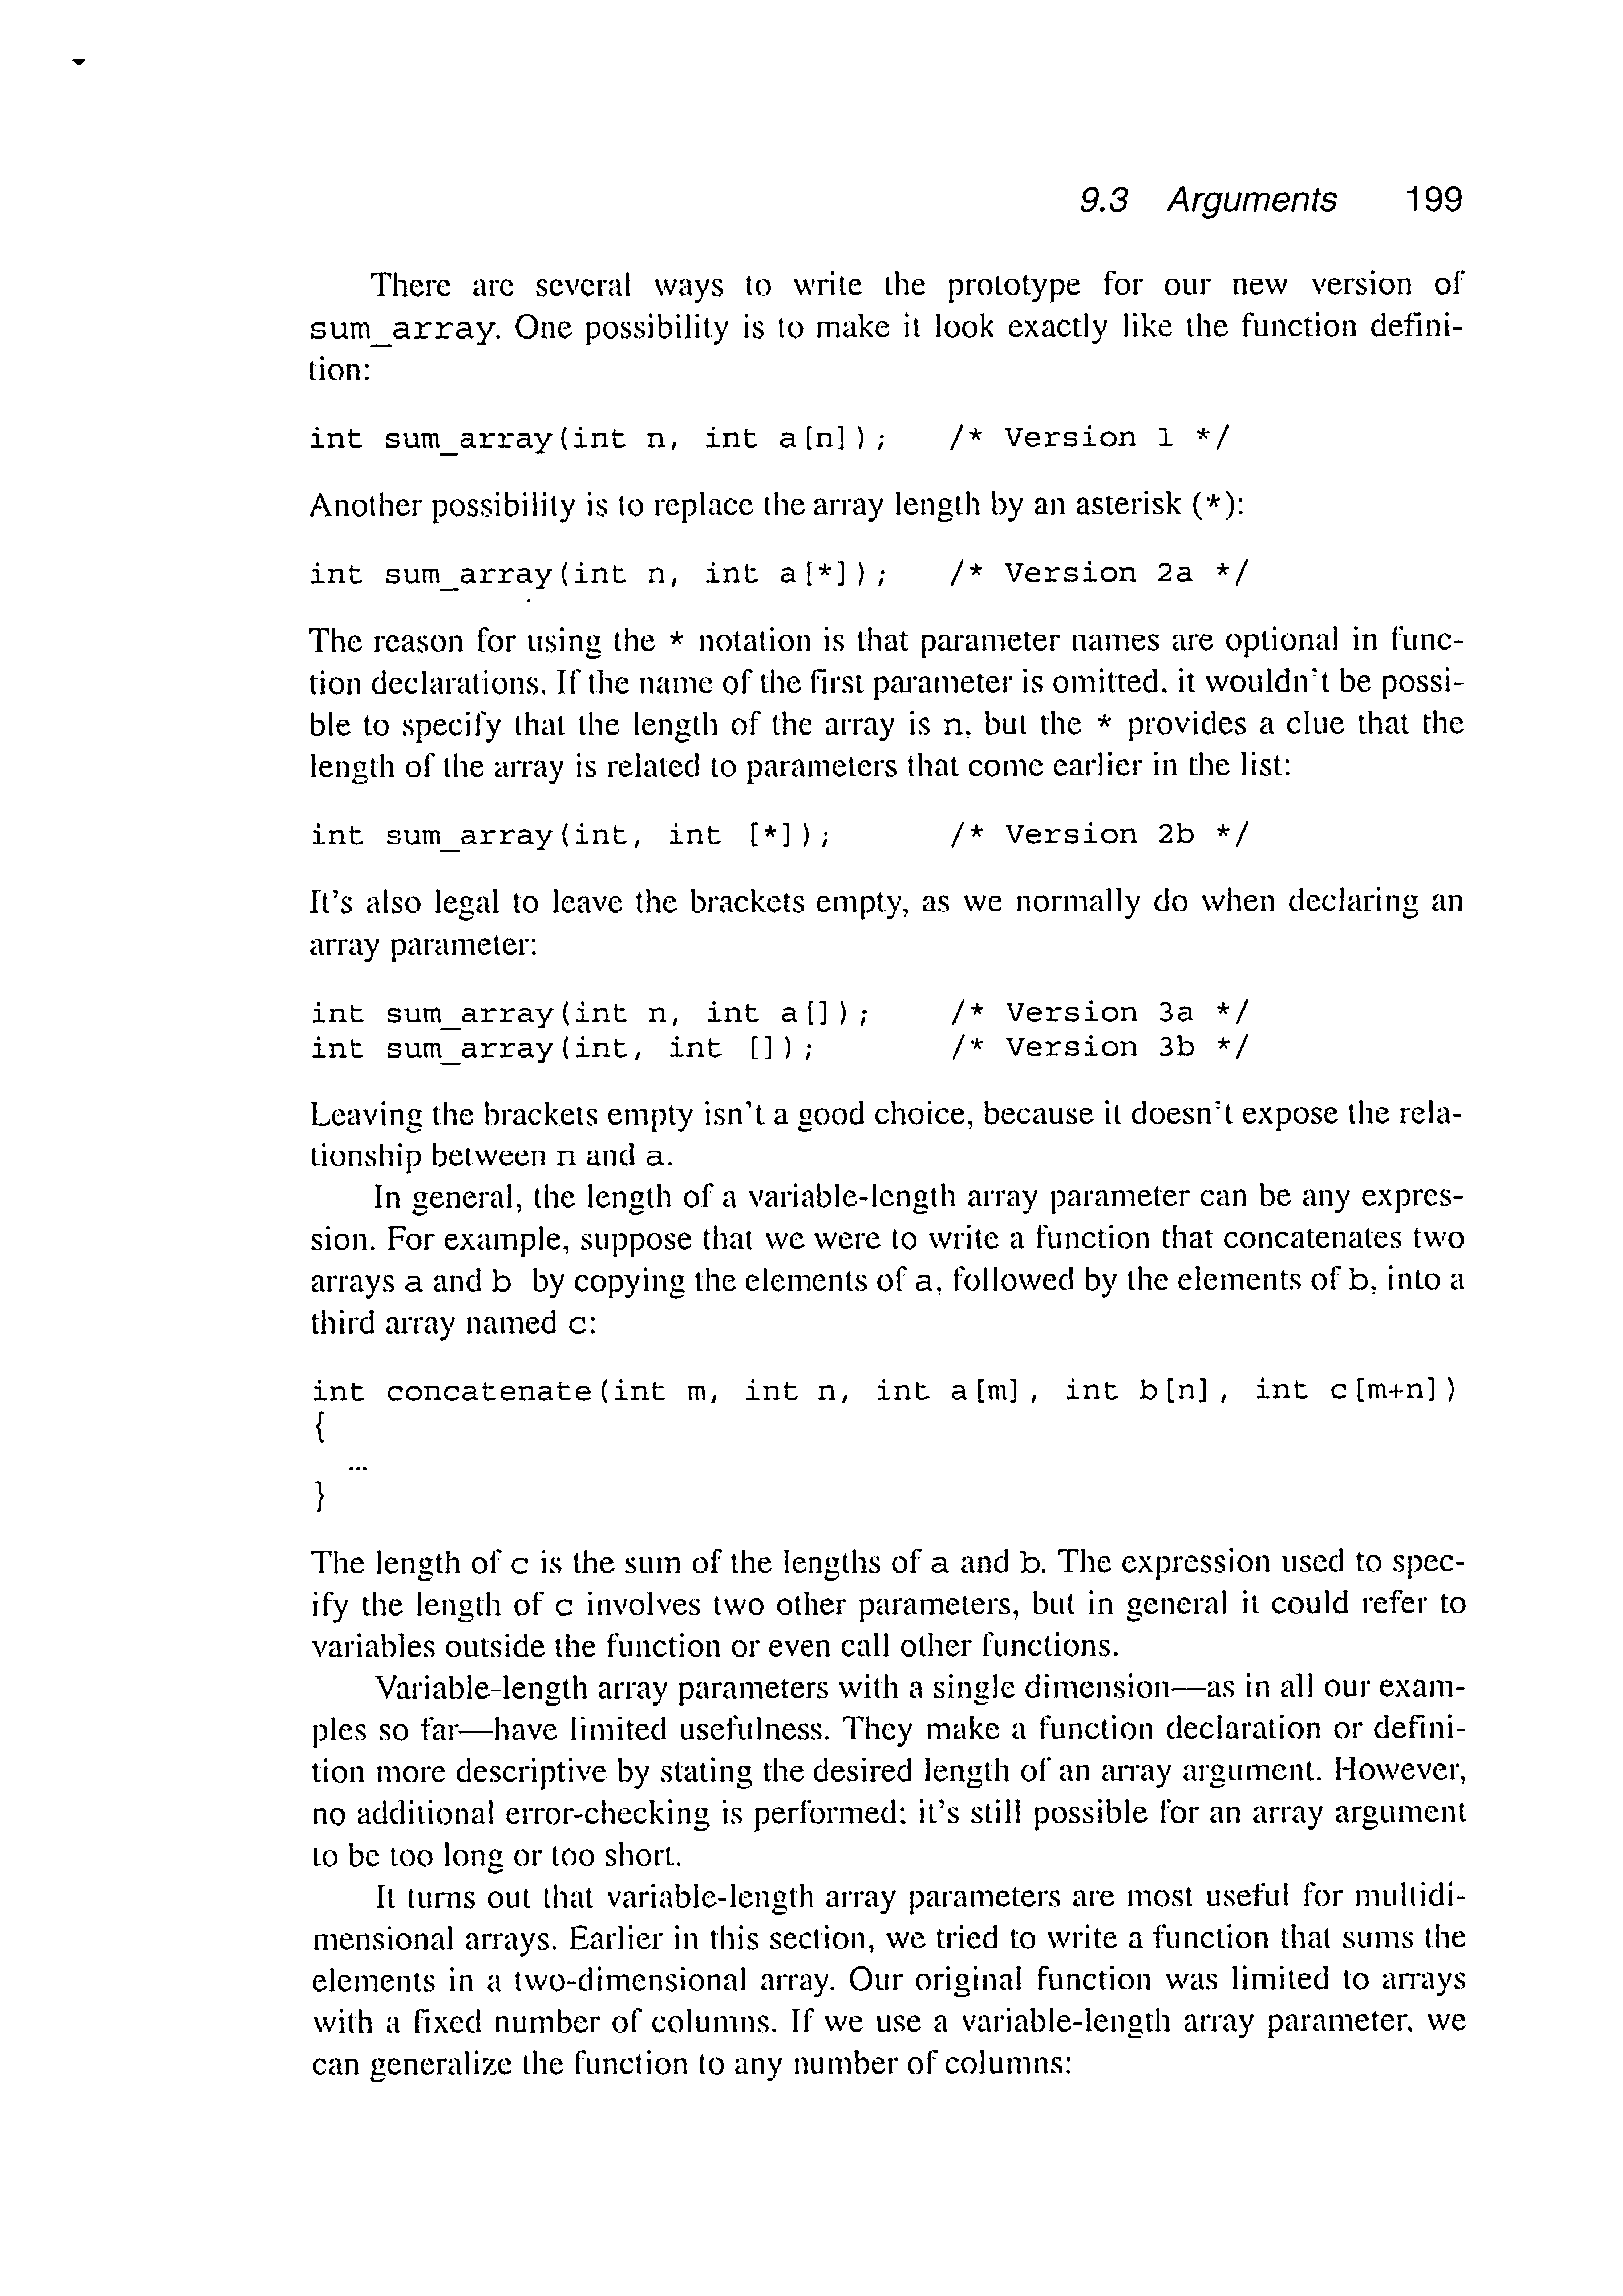 9.3 Arguments 199
There are several ways to write the prototype for our new version of
sum_array. One possibility is to make it look exactly like the function defini-
tion:
int sum_array(int n, int a[n]); /* Version 1 */
Another possibility is to replace the array length by an asterisk (*):
int sum_array(int n, int a[*]); /* Version 2a */
The reason for using the * notation is that parameter names are optional in func-
tion declarations. If the name of the first parameter is omitted, it wouldn't be possi-
ble to specify that the length of the array is n, but the * provides a clue that the
length of the array is related to parameters that come earlier in the list:
int sum_array(int, int [*]); /* Version 2b */
It's also legal to leave the brackets empty, as we normally do when declaring an
array parameter:
int sum_array(int n, int a[]); /* Version 3a */
int sum_array(int, int []); /* Version 3b */
Leaving the brackets empty isn't a good choice, because it doesn't expose the rela-
tionship between n and a.
In general, the length of a variable-length array parameter can be any expres-
sion. For example, suppose that we were to write a function that concatenates two
arrays a and b by copying the elements of a, followed by the elements of b, into a
third array named c:
int concatenate(int m, int n, int a[m], int b[n], int c[m+n])
{
…
}
The length of c is the sum of the lengths of a and b. The expression used to spec-
ify the length of c involves two other parameters, but in general it could refer to
variables outside the function or even call other functions.
Variable-length array parameters with a single dimension—as in all our exam-
ples so far—have limited usefulness. They make a function declaration or defini-
tion more descriptive by stating the desired length of an array argument. However,
no additional error-checking is performed; it's still possible for an array argument
to be too long or too short.
It turns out that variable-length array parameters are most useful for multidi-
mensional arrays. Earlier in this section, we tried to write a function that sums the
elements in a two-dimensional array. Our original function was limited to arrays
with a fixed number of columns. If we use a variable-length array parameter, we
can generalize the function to any number of columns: